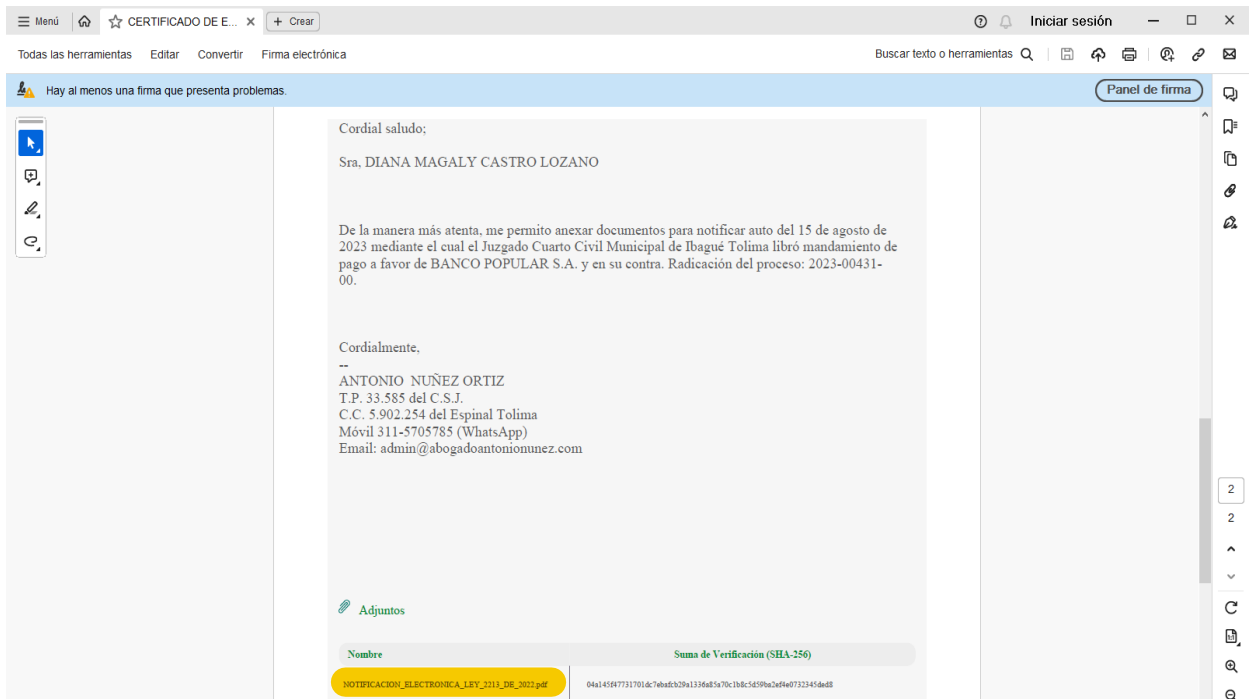 Menú
CERTIFICADO DE E...
+ Crear
Iniciar sesión
Todas las herramientas Editar Convertir Firma electrónica
Buscar texto o herramientas
Hay al menos una firma que presenta problemas.
Panel de firma
Cordial saludo;
Sra, DIANA MAGALY CASTRO LOZANO
De la manera más atenta, me permito anexar documentos para notificar auto del 15 de agosto de
2023 mediante el cual el Juzgado Cuarto Civil Municipal de Ibagué Tolima libró mandamiento de
pago a favor de BANCO POPULAR S.A. y en su contra. Radicación del proceso: 2023-00431-
00.
Cordialmente,
--
ANTONIO NUÑEZ ORTIZ
T.P. 33.585 del C.S.J.
C.C. 5.902.254 del Espinal Tolima
Móvil 311-5705785 (WhatsApp)
Email: admin@abogadoantonionunez.com
2
2
Adjuntos
Nombre Suma de Verificación (SHA-256)
NOTIFICACION_ELECTRONICA_LEY_2213_DE_2022.pdf 04a145f47731701dc7ebafcb29a1336a85a70c1b8c5d59ba2ef4e0732345ded8